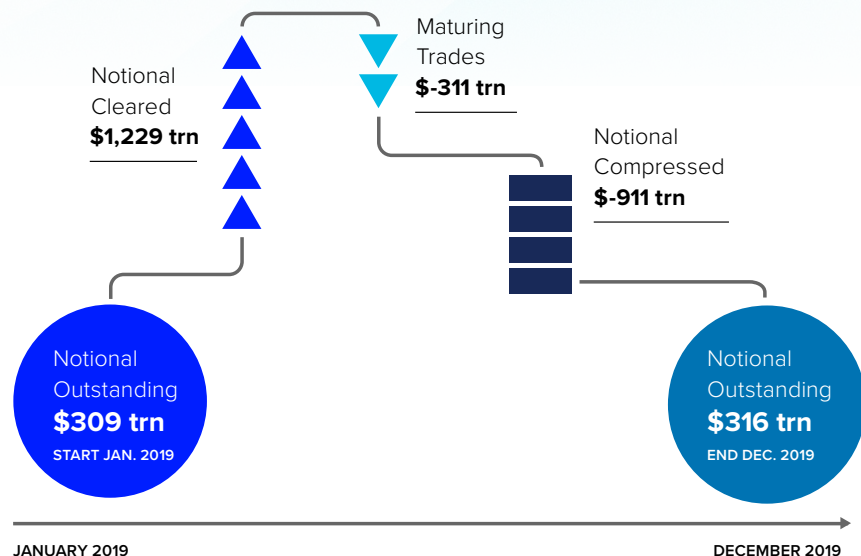 Notional
Cleared
$1,229 trn
Maturing
Trades
$-311 trn
Notional
Compressed
$-911 trn
Notional
Outstanding
$309 trn
START JAN. 2019
Notional
Outstanding
$316 trn
END DEC. 2019
JANUARY 2019
DECEMBER 2019